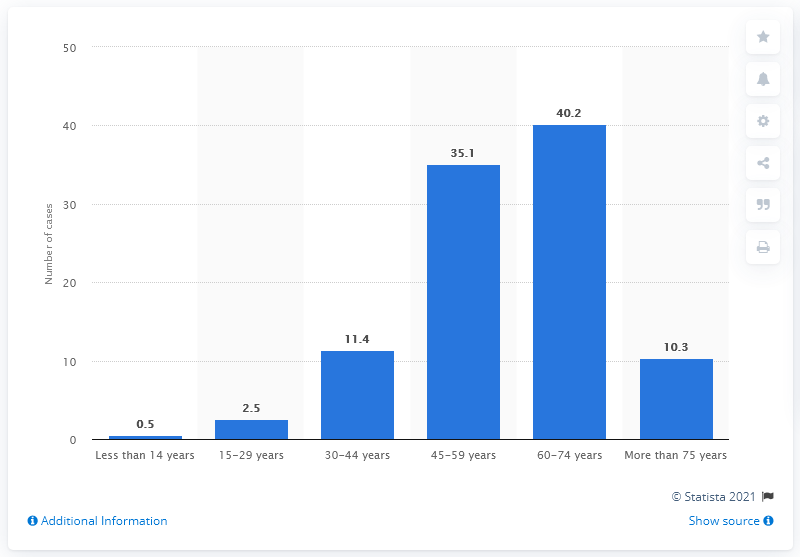 50
40
30
20
10
0
Number of cases
0.5
2.5
11.4
35.1
40.2
10.3
Less than 14 years
15–29 years
30–44 years
45–59 years
60–74 years
More than 75 years
© Statista 2021
Additional Information
Show source